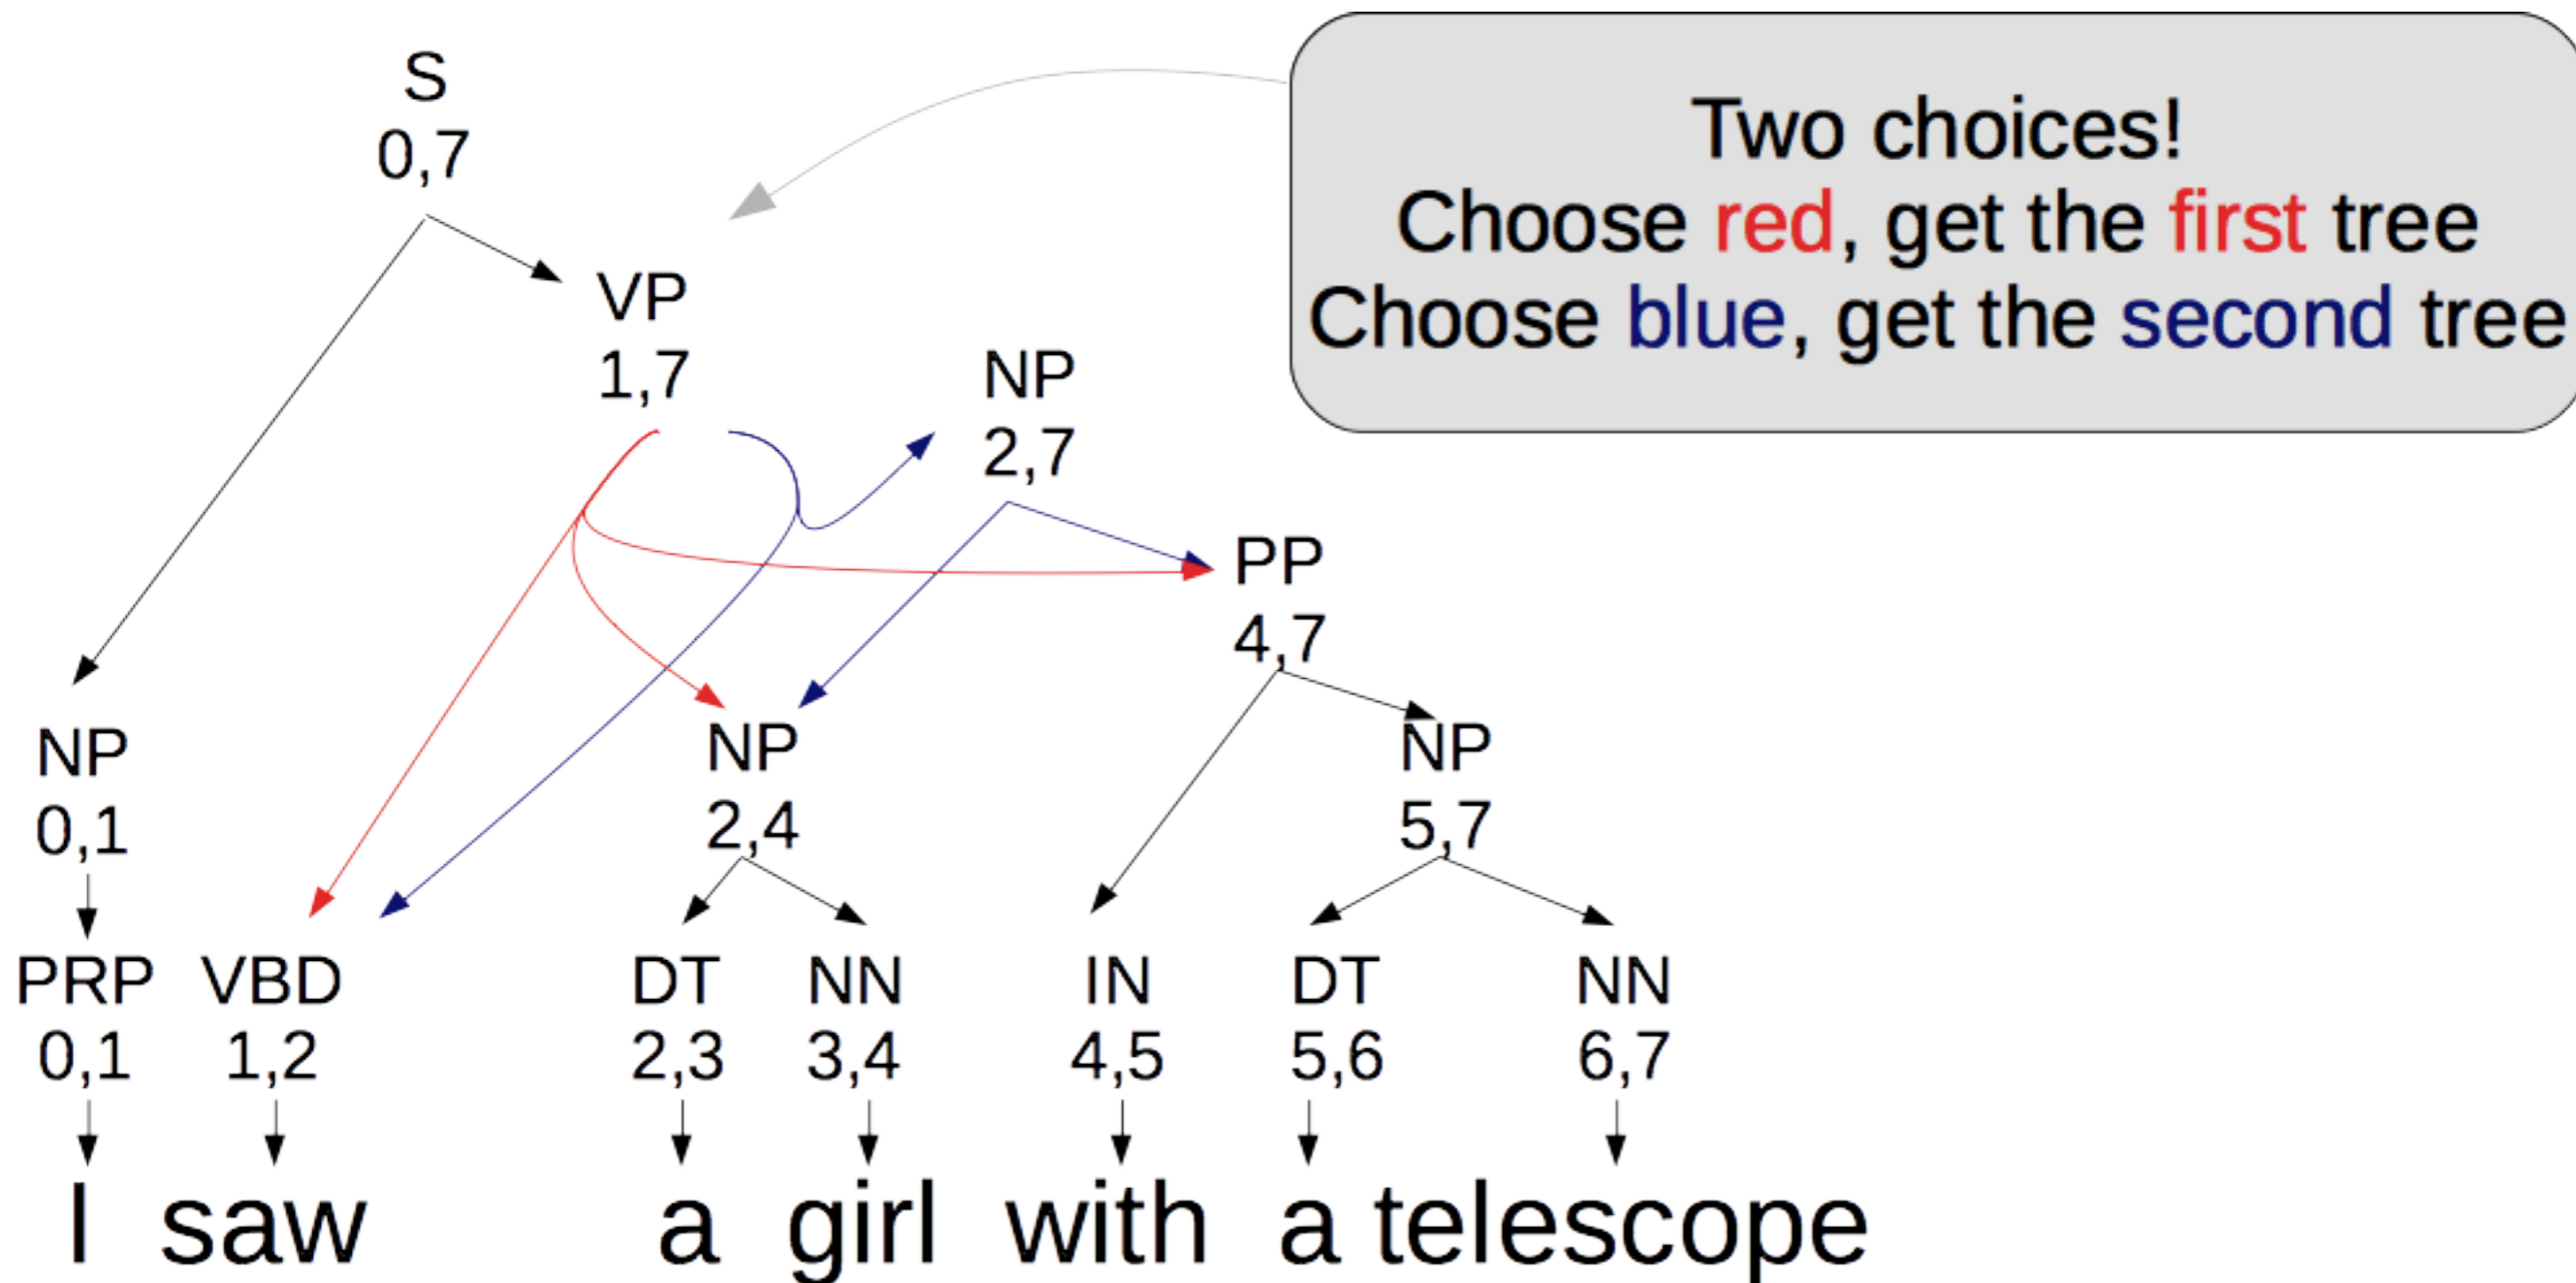 S
0,7
Two choices!
Choose red, get the first tree
Choose blue, get the second tree
VP
1,7
NP
2,7
PP
4,7
NP
0,1
NP
2,4
NP
5,7
PRP VBD DT NN IN DT NN
0,1 1,2 2,3 3,4 4,5 5,6 6,7
I saw a girl with a telescope